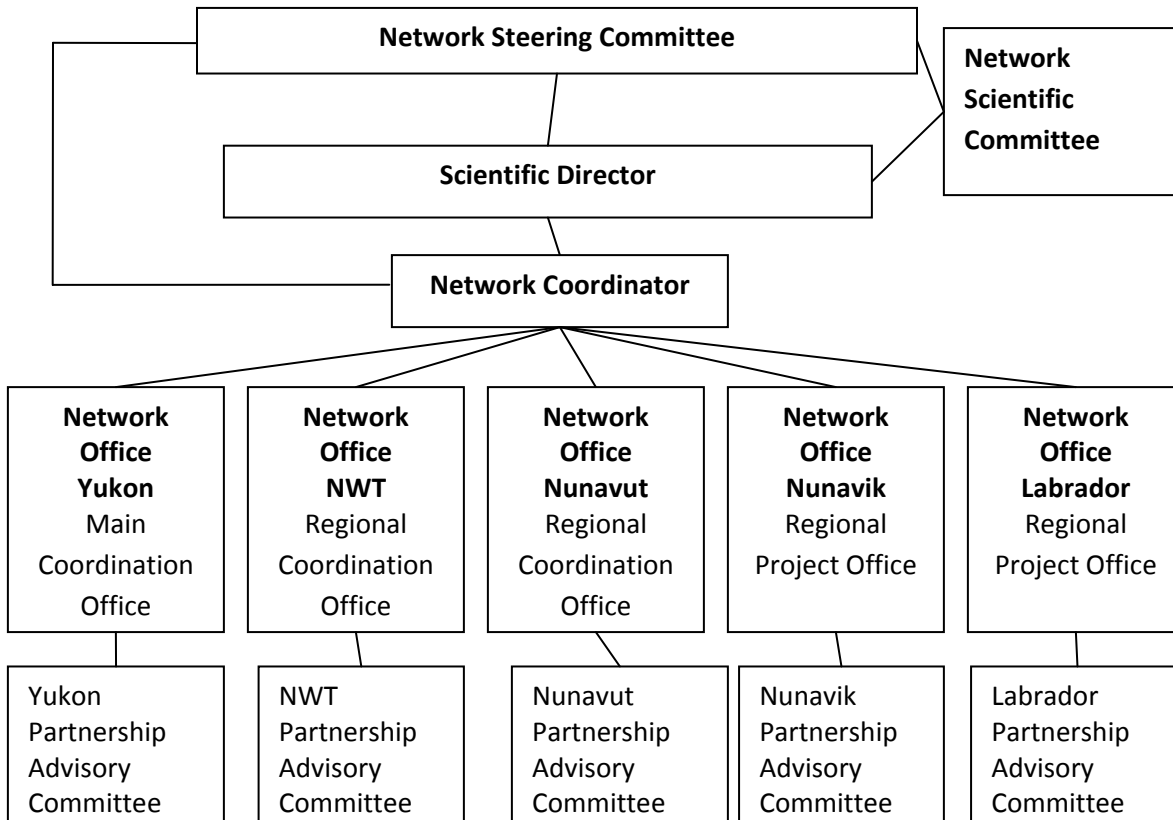 Network Steering Committee
Network
Scientific
Committee
Scientific Director
Network Coordinator
Network
Office
Yukon
Main
Coordination
Office
Network
Office
NWT
Regional
Coordination
Office
Network
Office
Nunavut
Regional
Coordination
Office
Network
Office
Nunavik
Regional
Project Office
Network
Office
Labrador
Regional
Project Office
Yukon
Partnership
Advisory
Committee
NWT
Partnership
Advisory
Committee
Nunavut
Partnership
Advisory
Committee
Nunavik
Partnership
Advisory
Committee
Labrador
Partnership
Advisory
Committee